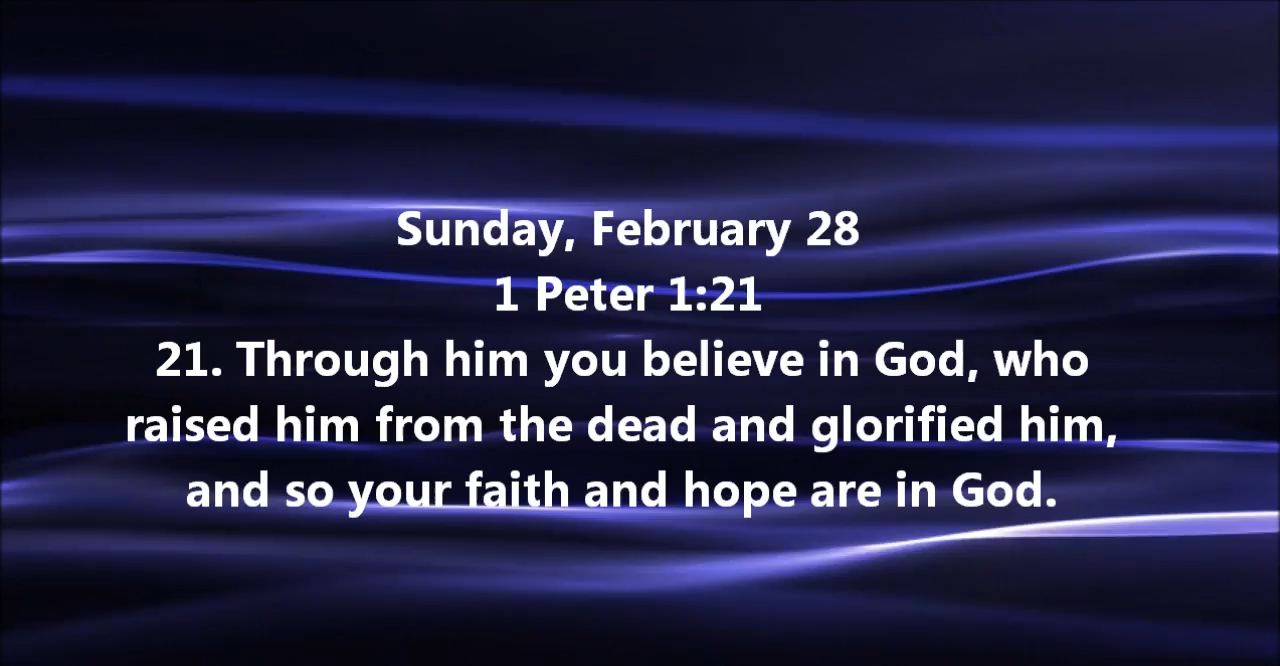 Sunday, February 28
1 Peter 1:21
21. Through him you believe in God, who
raised him from the dead and glorified him,
and so your faith and hope are in God.